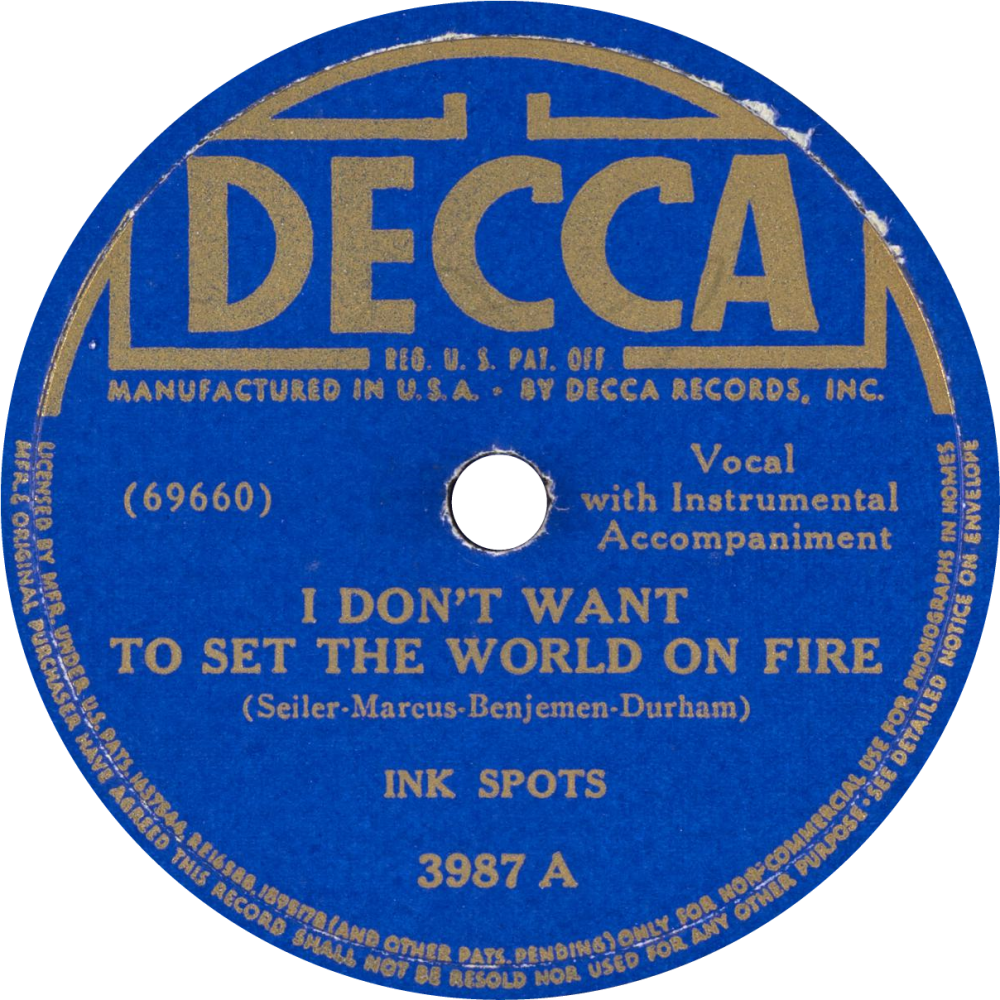 DECCA
REG. U. S. PAT. OFF
MANUFACTURED IN U.S.A. • BY DECCA RECORDS, INC.
(69660)
Vocal
with Instrumental
Accompaniment
I DON'T WANT
TO SET THE WORLD ON FIRE
(Seiler-Marcus-Benjemen-Durham)
INK SPOTS
3987 A
LICENSED BY MFR. UNDER U.S. PATS. 1637544, RE16588, 1895178 (AND OTHER PATS. PENDING) ONLY FOR NON-COMMERCIAL USE FOR PHONOGRAPHS IN HOMES
MFR. & ORIGINAL PURCHASER HAVE AGREED THIS RECORD SHALL NOT BE RESOLD NOR USED FOR ANY OTHER PURPOSE • SEE DETAILED NOTICE ON ENVELOPE